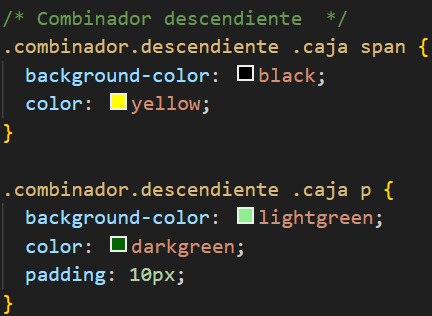 /* Combinador descendiente  */
.combinador.descendiente .caja span {
  background-color: black;
  color: yellow;
}

.combinador.descendiente .caja p {
  background-color: lightgreen;
  color: darkgreen;
  padding: 10px;
}